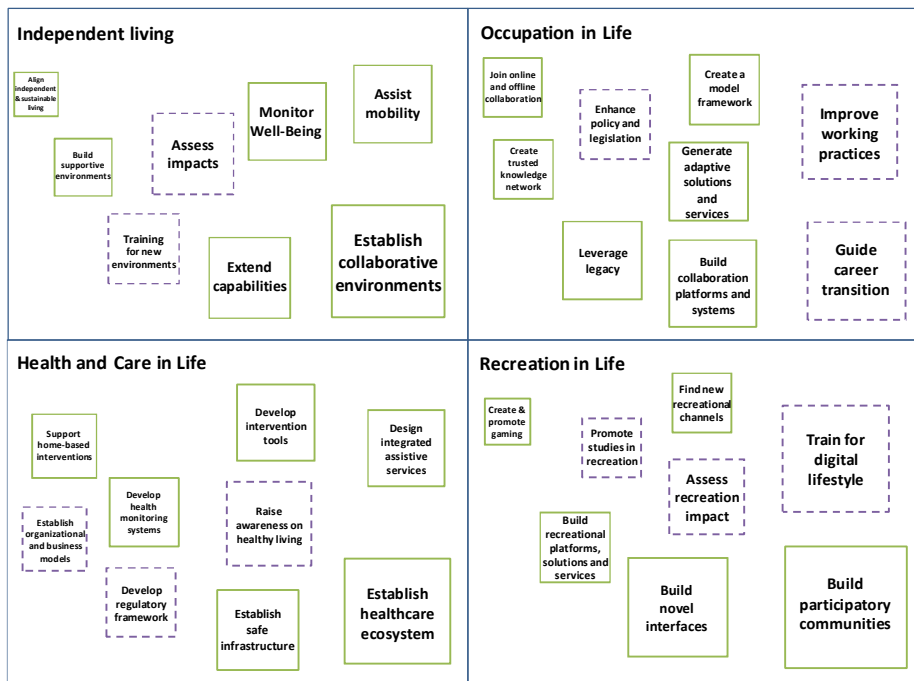 Independent living
Align
independent
& sustainable
living
Build
supportive
environments
Assess
impacts
Monitor
Well-Being
Assist
mobility
Training
for new
environments
Extend
capabilities
Establish
collaborative
environments
Occupation in Life
Join online
and offline
collaboration
Enhance
policy and
legislation
Create a
model
framework
Improve
working
practices
Create
trusted
knowledge
network
Generate
adaptive
solutions
and
services
Leverage
legacy
Build
collaboration
platforms and
systems
Guide
career
transition
Health and Care in Life
Support
home-based
interventions
Develop
intervention
tools
Design
integrated
assistive
services
Develop
health
monitoring
systems
Establish
organizational
and business
models
Raise
awareness on
healthy living
Develop
regulatory
framework
Establish
safe
infrastructure
Establish
healthcare
ecosystem
Recreation in Life
Create &
promote
gaming
Promote
studies in
recreation
Find new
recreational
channels
Train for
digital
lifestyle
Assess
recreation
impact
Build
recreational
platforms,
solutions and
services
Build
novel
interfaces
Build
participatory
communities